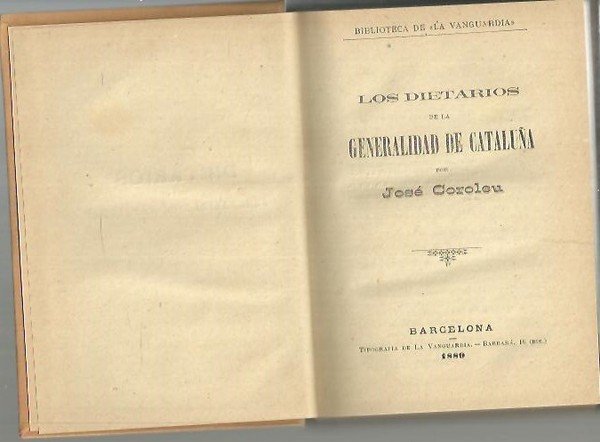 BIBLIOTECA DE «LA VANGUARDIA»
LOS DIETARIOS
DE LA
GENERALIDAD DE CATALUÑA
POR
José Coroleu
BARCELONA
TIPOGRAFÍA DE LA VANGUARDIA. — BARBARÁ, 16
1889